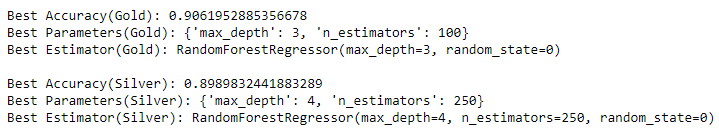 Best Accuracy(Gold): 0.9061952885356678
Best Parameters(Gold): {'max_depth': 3, 'n_estimators': 100}
Best Estimator(Gold): RandomForestRegressor(max_depth=3, random_state=0)
Best Accuracy(Silver): 0.8989832441883289
Best Parameters(Silver): {'max_depth': 4, 'n_estimators': 250}
Best Estimator(Silver): RandomForestRegressor(max_depth=4, n_estimators=250, random_state=0)